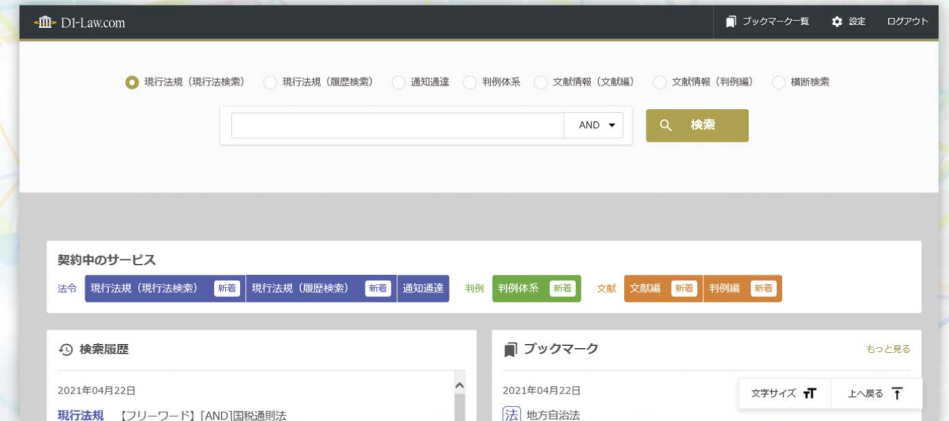 D1-Law.com ブックマーク一覧 設定 ログアウト
現行法規（現行法検索） 現行法規（履歴検索） 通知通達 判例体系 文献情報（文献編） 文献情報（判例編） 横断検索
AND 検索
契約中のサービス
法令 現行法規（現行法検索） 新着 現行法規（履歴検索） 新着 通知通達 判例 判例体系 新着 文献 文献編 新着 判例編 新着
検索履歴
2021年04月22日
現行法規 【フリーワード】[AND]国税通則法
ブックマーク もっと見る
2021年04月22日
法 地方自治法
文字サイズ 上へ戻る